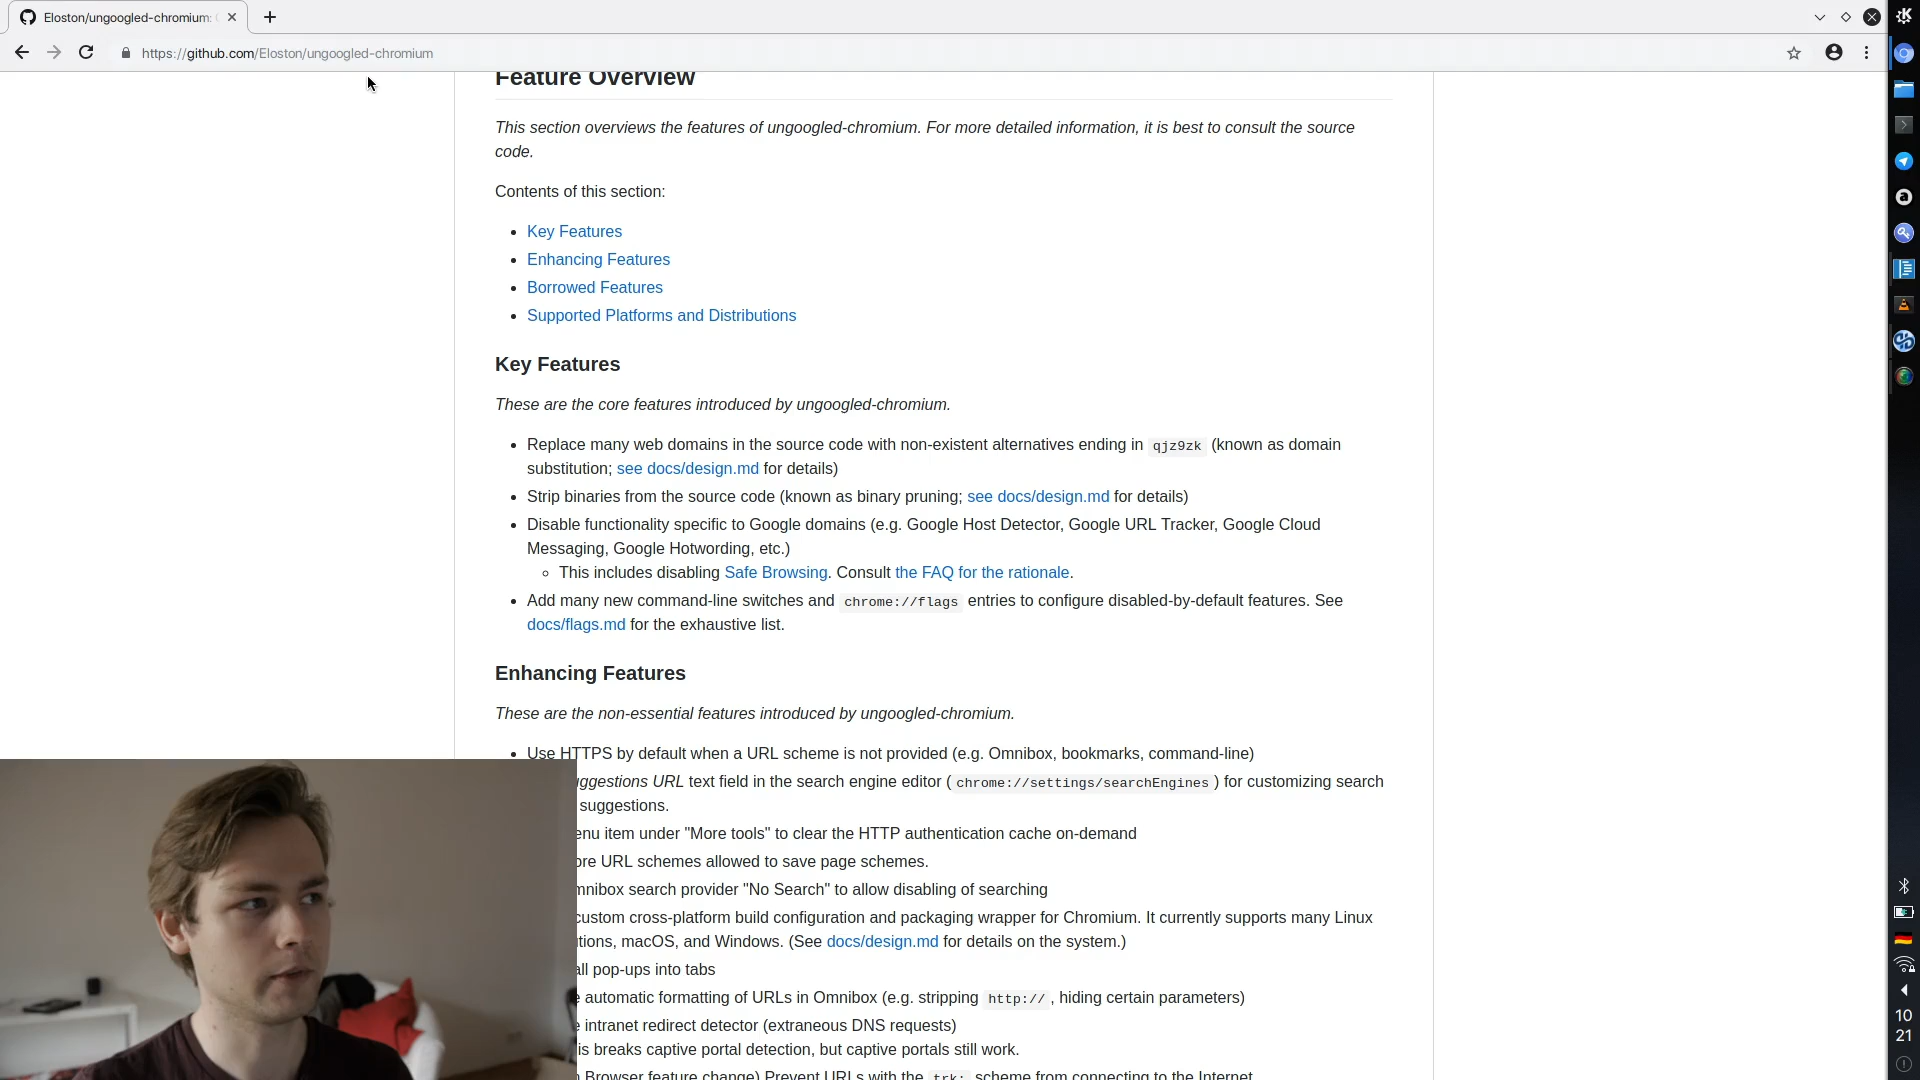 Eloston/ungoogled-chromium:
https://github.com/Eloston/ungoogled-chromium
Feature Overview
This section overviews the features of ungoogled-chromium. For more detailed information, it is best to consult the source
code.
Contents of this section:
Key Features
Enhancing Features
Borrowed Features
Supported Platforms and Distributions
Key Features
These are the core features introduced by ungoogled-chromium.
Replace many web domains in the source code with non-existent alternatives ending in qjz9zk (known as domain
substitution; see docs/design.md for details)
Strip binaries from the source code (known as binary pruning; see docs/design.md for details)
Disable functionality specific to Google domains (e.g. Google Host Detector, Google URL Tracker, Google Cloud
Messaging, Google Hotwording, etc.)
This includes disabling Safe Browsing. Consult the FAQ for the rationale.
Add many new command-line switches and chrome://flags entries to configure disabled-by-default features. See
docs/flags.md for the exhaustive list.
Enhancing Features
These are the non-essential features introduced by ungoogled-chromium.
Use HTTPS by default when a URL scheme is not provided (e.g. Omnibox, bookmarks, command-line)
uggestions URL text field in the search engine editor ( chrome://settings/searchEngines ) for customizing search
suggestions.
enu item under "More tools" to clear the HTTP authentication cache on-demand
ore URL schemes allowed to save page schemes.
mnibox search provider "No Search" to allow disabling of searching
custom cross-platform build configuration and packaging wrapper for Chromium. It currently supports many Linux
utions, macOS, and Windows. (See docs/design.md for details on the system.)
all pop-ups into tabs
e automatic formatting of URLs in Omnibox (e.g. stripping http:// , hiding certain parameters)
e intranet redirect detector (extraneous DNS requests)
is breaks captive portal detection, but captive portals still work.
n Browser feature change) Prevent URLs with the trk: scheme from connecting to the Internet
10
21